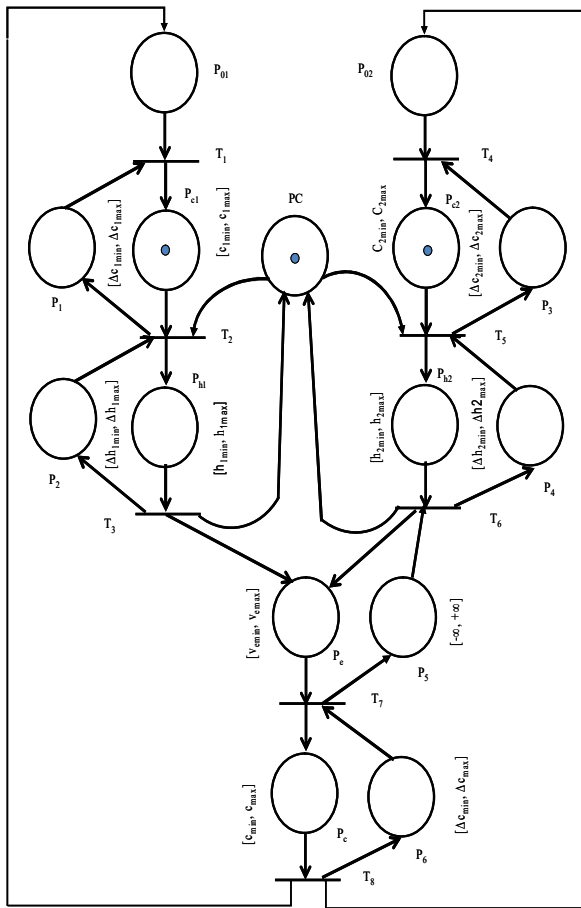 P01
P02
T1
T4
Pc1
[c1min, c1max]
PC
Pc2
C2min, C2max
[Δc1min, Δc1max]
[Δc2min, Δc2max]
P1
P3
T2
T5
Ph1
Ph2
[Δh1min, Δh1max]
[h1min, h1max]
[h2min, h2max]
[Δh2min, Δh2max]
P2
P4
T3
T6
[vemin, vemax]
[-∞, +∞]
Pe
P5
T7
[cmin, cmax]
[Δcmin, Δcmax]
Pc
P6
T8